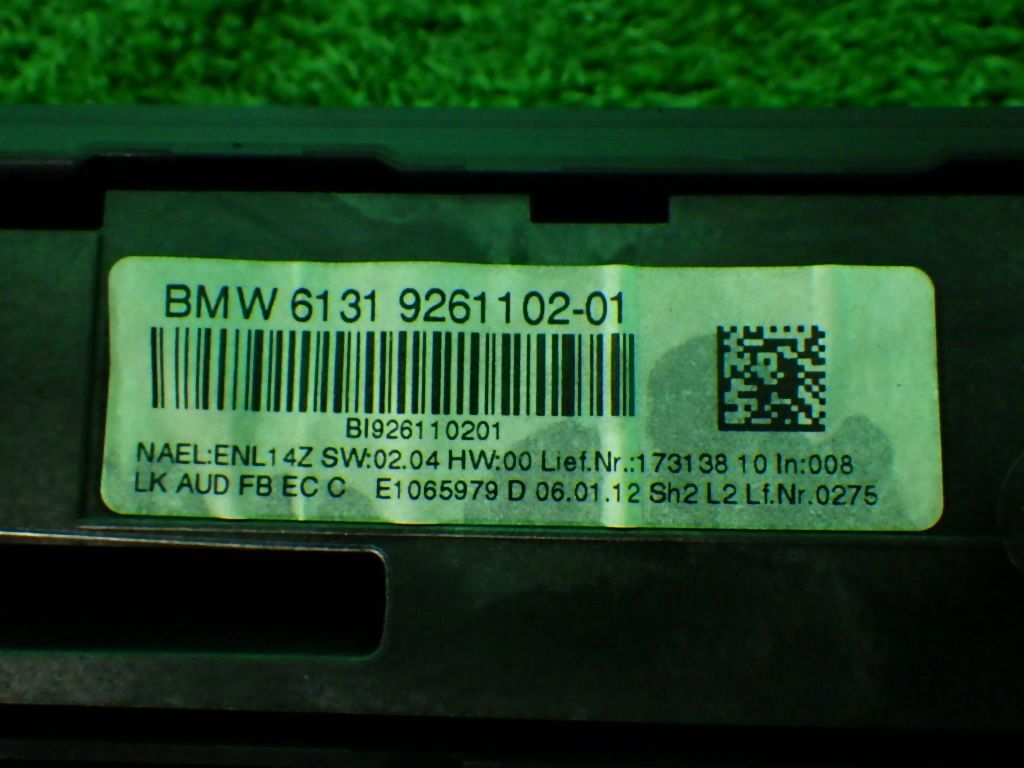 BMW 6131 9261102-01
BI926110201
NAEL:ENL14Z SW:02.04 HW:00 Lief.Nr.:173138 10 In:008
LK AUD FB EC C E1065979 D 06.01.12 Sh2 L2 Lf.Nr.0275